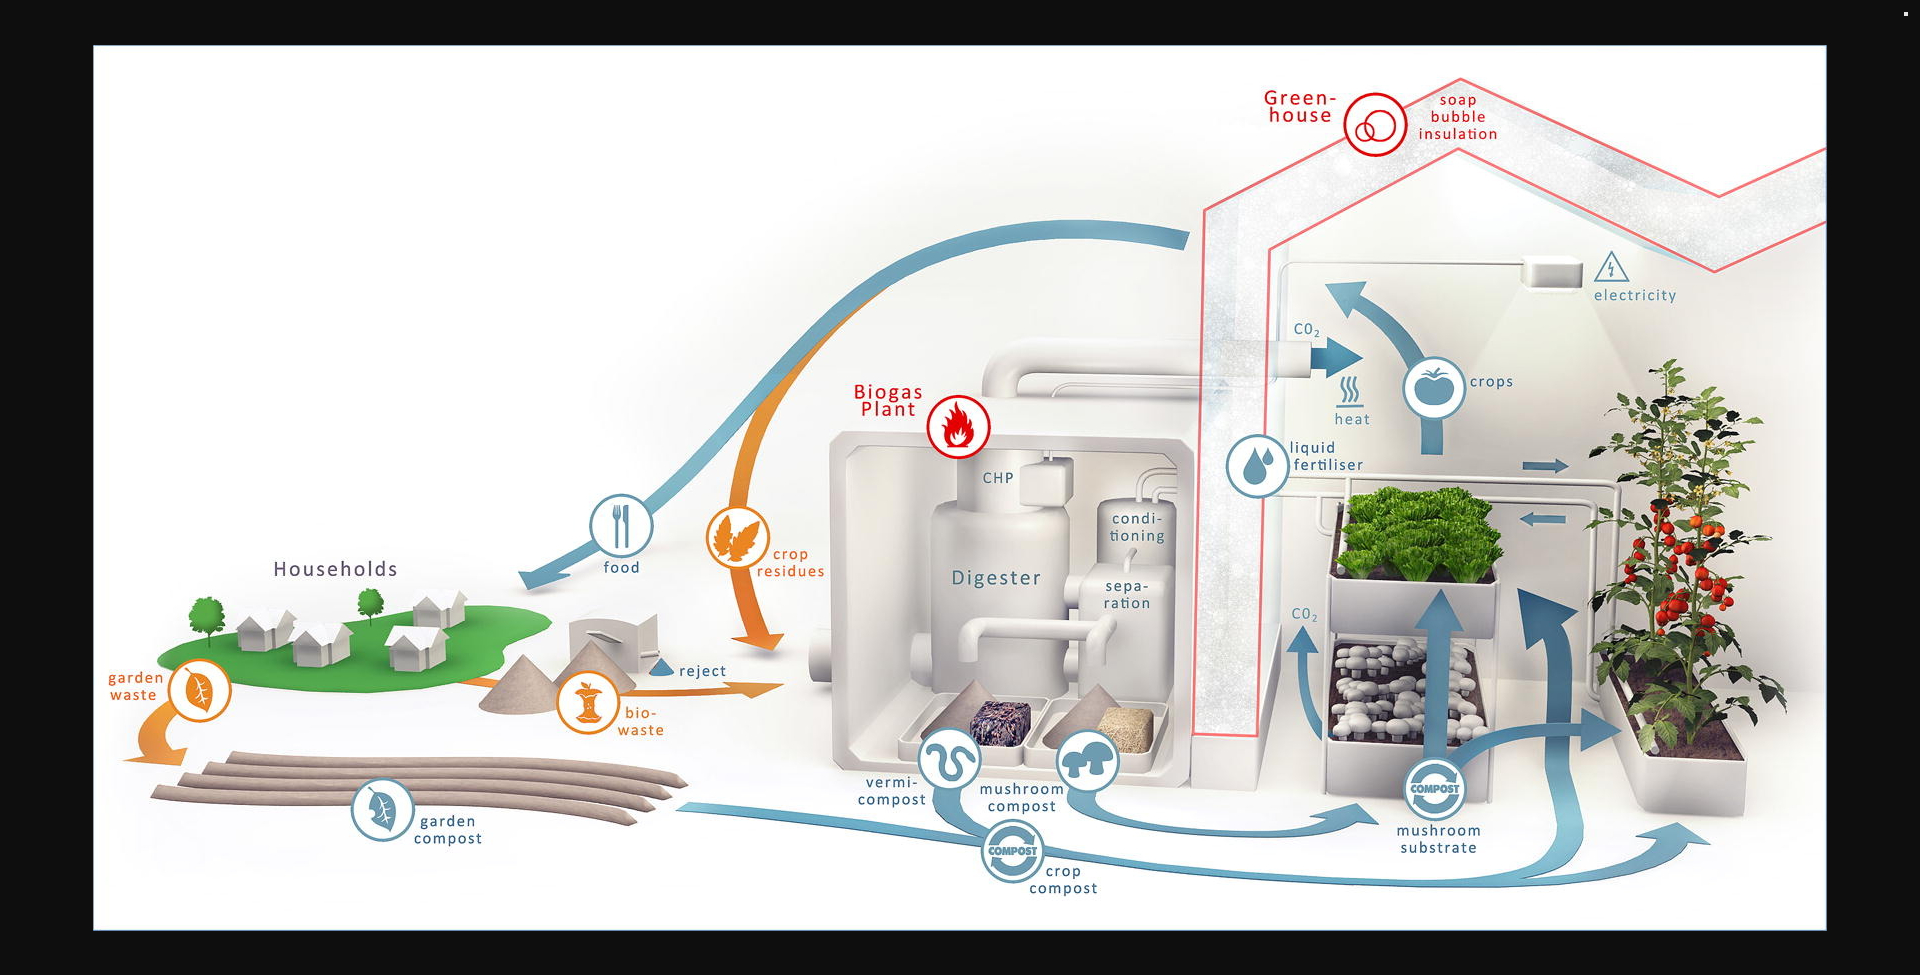 Green-
house
soap
bubble
insulation
electricity
CO₂
heat
crops
Biogas
Plant
CHP
liquid
fertiliser
condi-
tioning
Digester
sepa-
ration
food
crop
residues
Households
CO₂
reject
garden
waste
bio-
waste
vermi-
compost
mushroom
compost
COMPOST
mushroom
substrate
garden
compost
COMPOST
crop
compost